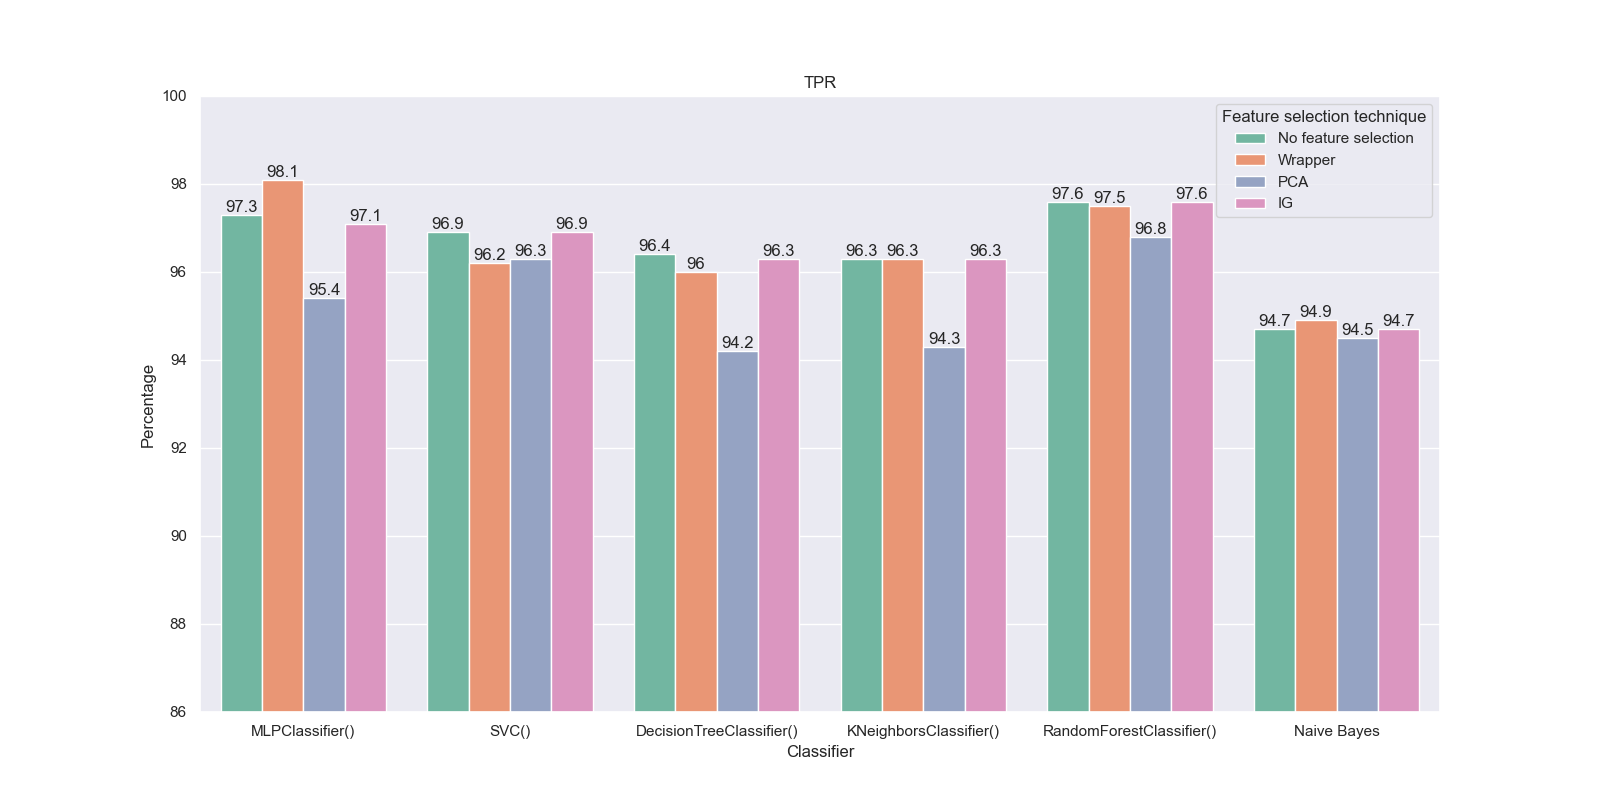 TPR
100
98
96
94
92
90
88
86
Percentage
Feature selection technique
No feature selection
Wrapper
PCA
IG
97.3
98.1
95.4
97.1
96.9
96.2
96.3
96.9
96.4
96
94.2
96.3
96.3
96.3
94.3
96.3
97.6
97.5
96.8
97.6
94.7
94.9
94.5
94.7
MLPClassifier()
SVC()
DecisionTreeClassifier()
KNeighborsClassifier()
RandomForestClassifier()
Naive Bayes
Classifier